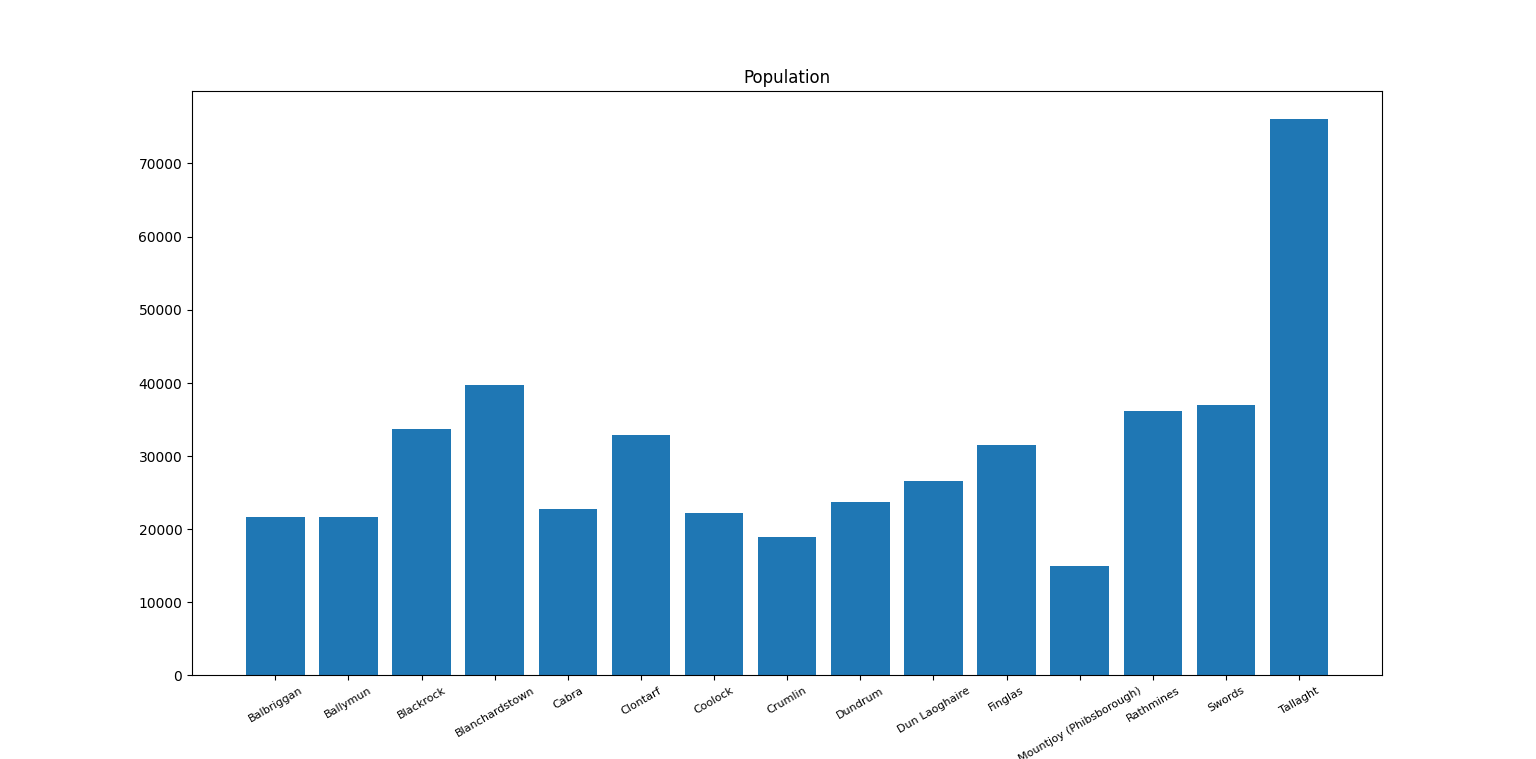 Population
70000
60000
50000
40000
30000
20000
10000
0
Balbriggan
Ballymun
Blackrock
Blanchardstown
Cabra
Clontarf
Coolock
Crumlin
Dundrum
Dun Laoghaire
Finglas
Mountjoy (Phibsborough)
Rathmines
Swords
Tallaght